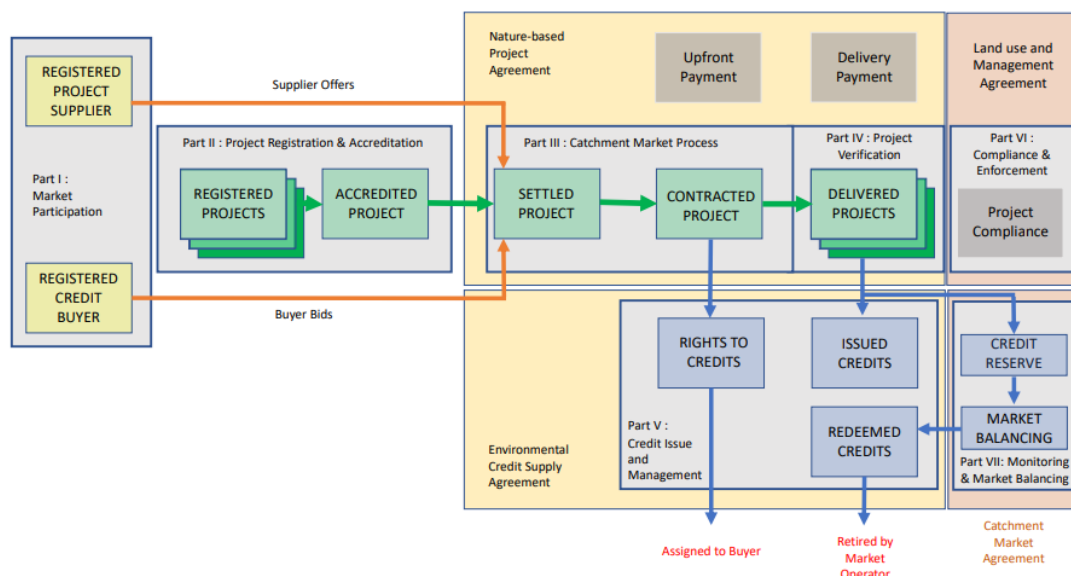 REGISTERED
PROJECT
SUPPLIER
Part I :
Market
Participation
REGISTERED
CREDIT
BUYER
Supplier Offers
Buyer Bids
Part II : Project Registration & Accreditation
REGISTERED
PROJECTS
ACCREDITED
PROJECT
Nature-based
Project
Agreement
Upfront
Payment
Delivery
Payment
Land use and
Management
Agreement
Part III : Catchment Market Process
SETTLED
PROJECT
CONTRACTED
PROJECT
Part IV : Project
Verification
DELIVERED
PROJECTS
Part VI :
Compliance &
Enforcement
Project
Compliance
RIGHTS TO
CREDITS
ISSUED
CREDITS
CREDIT
RESERVE
Part V :
Credit Issue
and
Management
REDEEMED
CREDITS
MARKET
BALANCING
Part VII: Monitoring
& Market Balancing
Environmental
Credit Supply
Agreement
Assigned to Buyer
Retired by
Market
Operator
Catchment
Market
Agreement